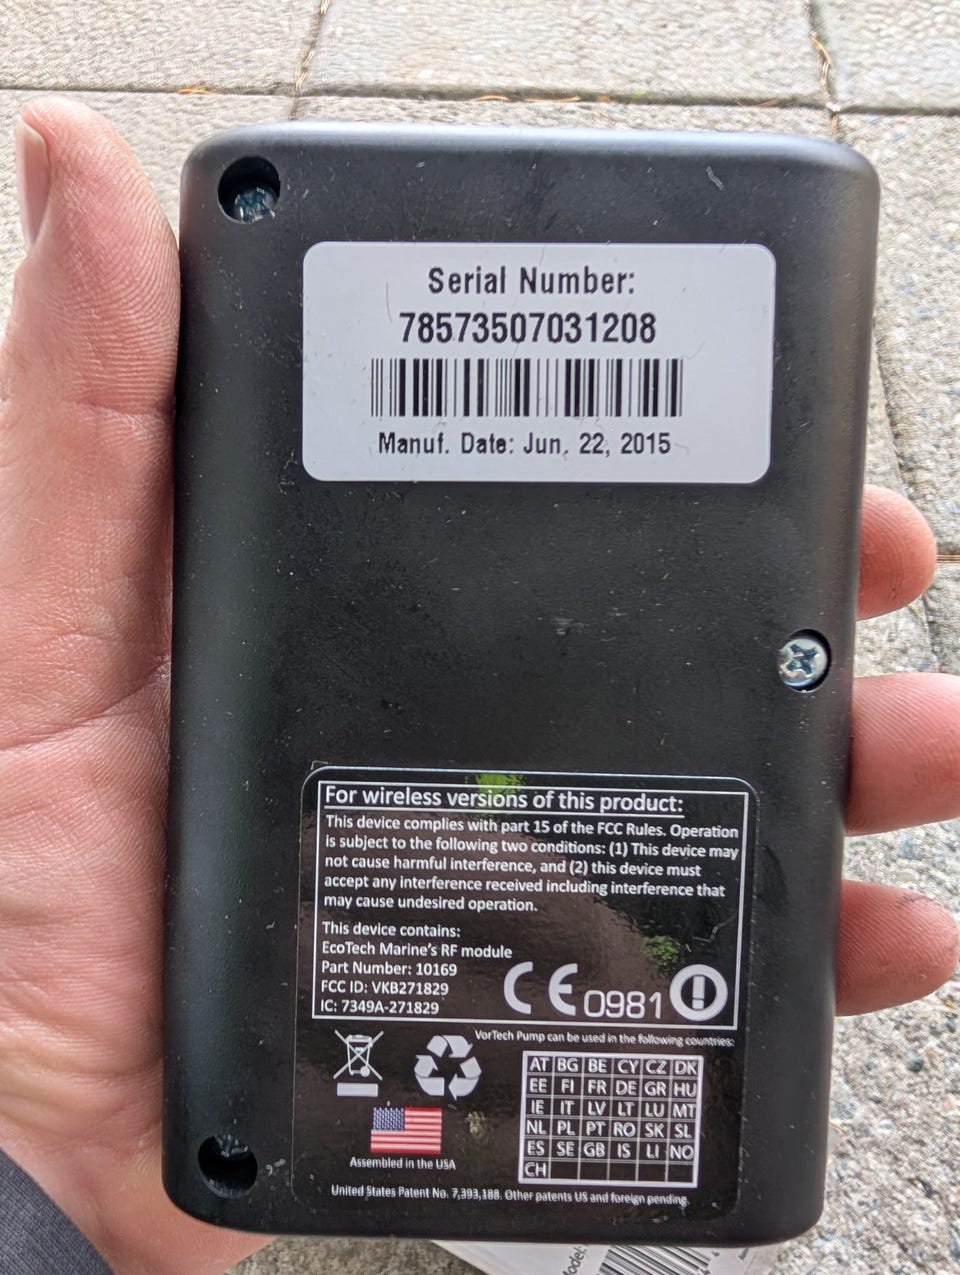 Serial Number:
78573507031208
Manuf. Date: Jun. 22, 2015
For wireless versions of this product:
This device complies with part 15 of the FCC Rules. Operation
is subject to the following two conditions: (1) This device may
not cause harmful interference, and (2) this device must
accept any interference received including interference that
may cause undesired operation.
This device contains:
EcoTech Marine's RF module
Part Number: 10169
FCC ID: VKB271829
IC: 7349A-271829
CE 0981
VorTech Pump can be used in the following countries:
AT BG BE CY CZ DK
EE FI FR DE GR HU
IE IT LV LT LU MT
NL PL PT RO SK SL
ES SE GB IS LI NO
CH
Assembled in the USA
United States Patent No. 7,393,188. Other patents US and foreign pending.
Model: